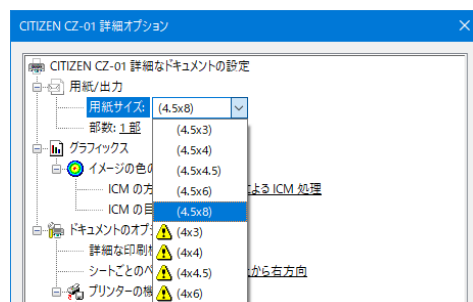 CITIZEN CZ-01 詳細オプション
CITIZEN CZ-01 詳細なドキュメントの設定
用紙/出力
用紙サイズ: (4.5x8)
部数: 1 部
(4.5x3)
グラフィックス
(4.5x4)
イメージの色の
(4.5x4.5)
ICM の方
(4.5x6)
よる ICM 処理
ICM の目
(4.5x8)
ドキュメントのオプ
(4x3)
詳細な印刷
(4x4)
シートごとのペ
(4x4.5)
から右方向
プリンターの機
(4x6)